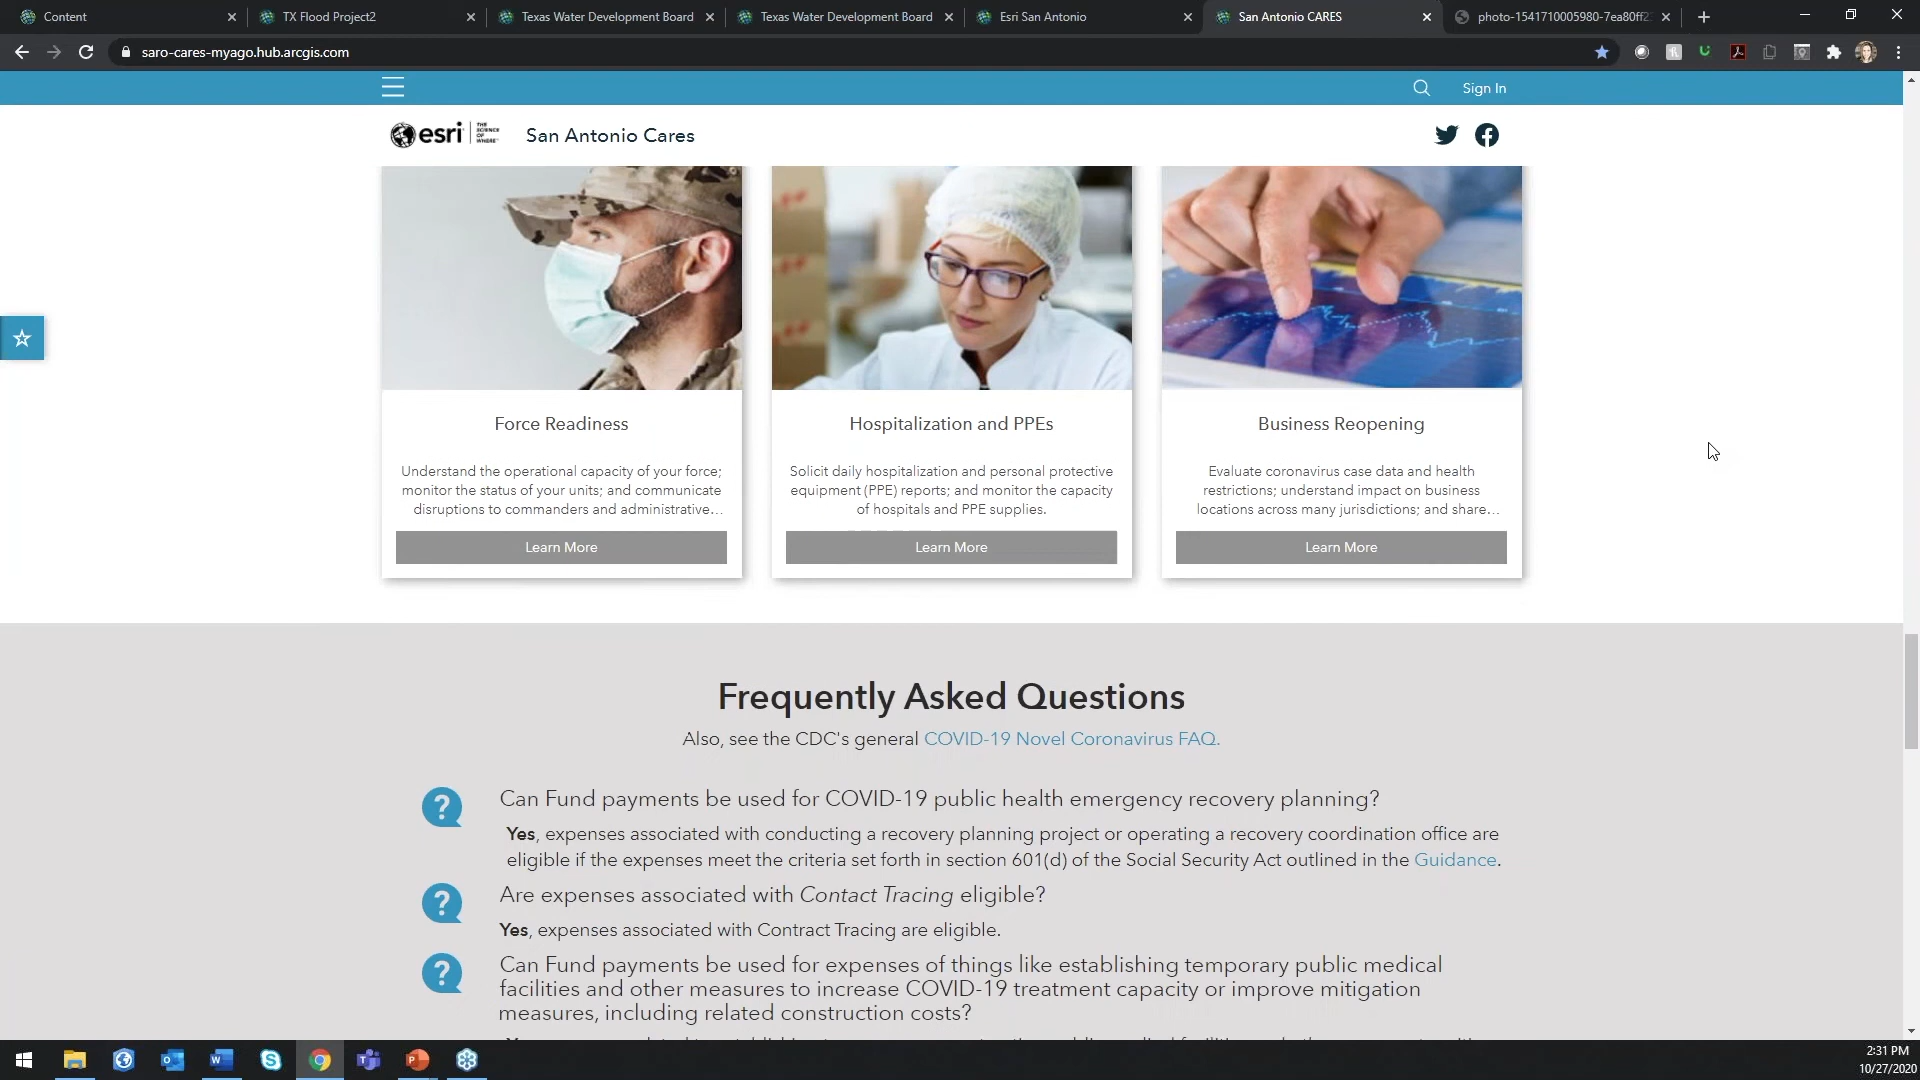 Content
TX Flood Project2
Texas Water Development Board
Texas Water Development Board
Esri San Antonio
San Antonio CARES
photo-1541710005980-7ea80ff2
saro-cares-myago.hub.arcgis.com
Sign In
esri THE SCIENCE OF WHERE
San Antonio Cares
Force Readiness
Understand the operational capacity of your force;
monitor the status of your units; and communicate
disruptions to commanders and administrative…
Learn More
Hospitalization and PPEs
Solicit daily hospitalization and personal protective
equipment (PPE) reports; and monitor the capacity
of hospitals and PPE supplies.
Learn More
Business Reopening
Evaluate coronavirus case data and health
restrictions; understand impact on business
locations across many jurisdictions; and share…
Learn More
Frequently Asked Questions
Also, see the CDC's general COVID-19 Novel Coronavirus FAQ.
? Can Fund payments be used for COVID-19 public health emergency recovery planning?
Yes, expenses associated with conducting a recovery planning project or operating a recovery coordination office are
eligible if the expenses meet the criteria set forth in section 601(d) of the Social Security Act outlined in the Guidance.
? Are expenses associated with Contact Tracing eligible?
Yes, expenses associated with Contract Tracing are eligible.
? Can Fund payments be used for expenses of things like establishing temporary public medical
facilities and other measures to increase COVID-19 treatment capacity or improve mitigation
measures, including related construction costs?
2:31 PM
10/27/2020